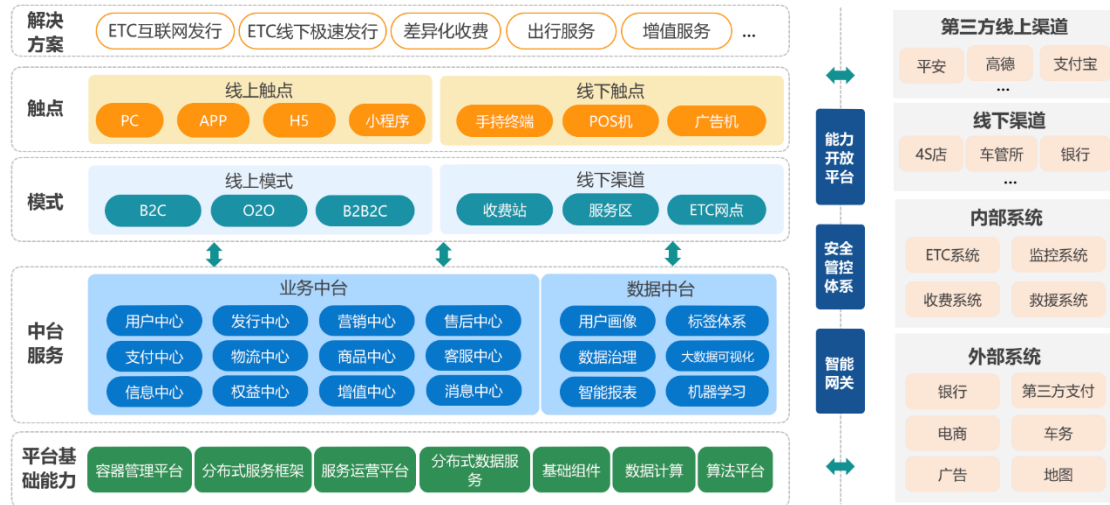 解决
方案
ETC互联网发行 ETC线下极速发行 差异化收费 出行服务 增值服务 ...
触点
线上触点
PC APP H5 小程序
线下触点
手持终端 POS机 广告机
模式
线上模式
B2C O2O B2B2C
线下渠道
收费站 服务区 ETC网点
中台
服务
业务中台
用户中心 发行中心 营销中心 售后中心
支付中心 物流中心 商品中心 客服中心
信息中心 权益中心 增值中心 消息中心
数据中台
用户画像 标签体系
数据治理 大数据可视化
智能报表 机器学习
平台基
础能力
容器管理平台 分布式服务框架 服务运营平台 分布式数据服
务 基础组件 数据计算 算法平台
能力
开放
平台
安全
管控
体系
智能
网关
第三方线上渠道
平安 高德 支付宝
...
线下渠道
4S店 车管所 银行
...
内部系统
ETC系统 监控系统
收费系统 救援系统
外部系统
银行 第三方支付
电商 车务
广告 地图